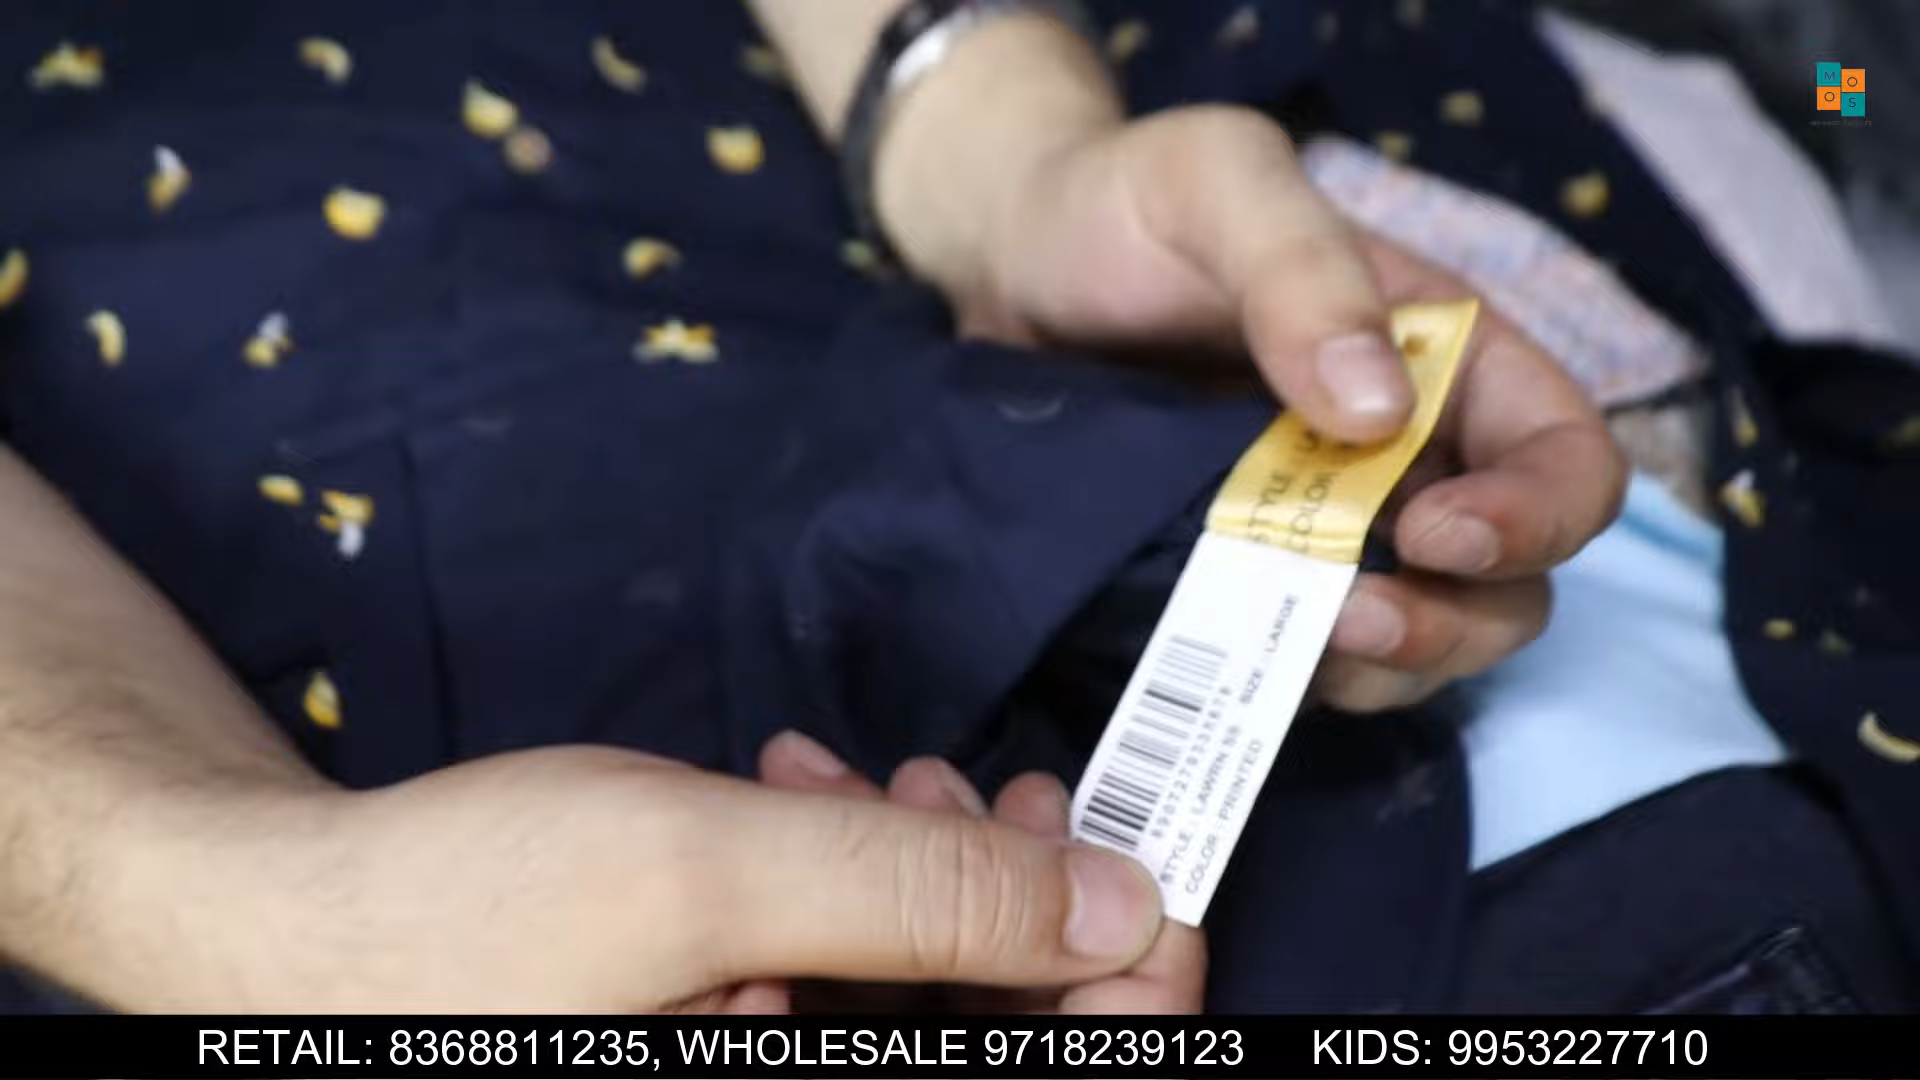 M O
O S
STYLE
COLOR
SIZE : LARGE
STYLE : LAWRN SS
COLOR : PRINTED
RETAIL: 8368811235, WHOLESALE 9718239123 KIDS: 9953227710